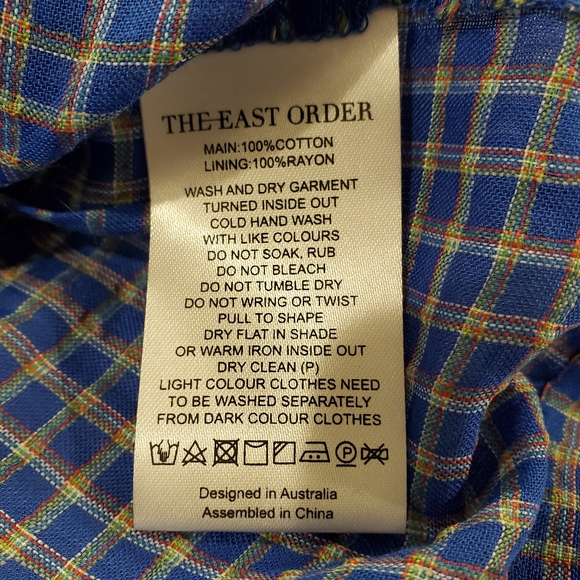 THE EAST ORDER
MAIN:100%COTTON
LINING:100%RAYON
WASH AND DRY GARMENT
TURNED INSIDE OUT
COLD HAND WASH
WITH LIKE COLOURS
DO NOT SOAK, RUB
DO NOT BLEACH
DO NOT TUMBLE DRY
DO NOT WRING OR TWIST
PULL TO SHAPE
DRY FLAT IN SHADE
OR WARM IRON INSIDE OUT
DRY CLEAN (P)
LIGHT COLOUR CLOTHES NEED
TO BE WASHED SEPARATELY
FROM DARK COLOUR CLOTHES
P
Designed in Australia
Assembled in China